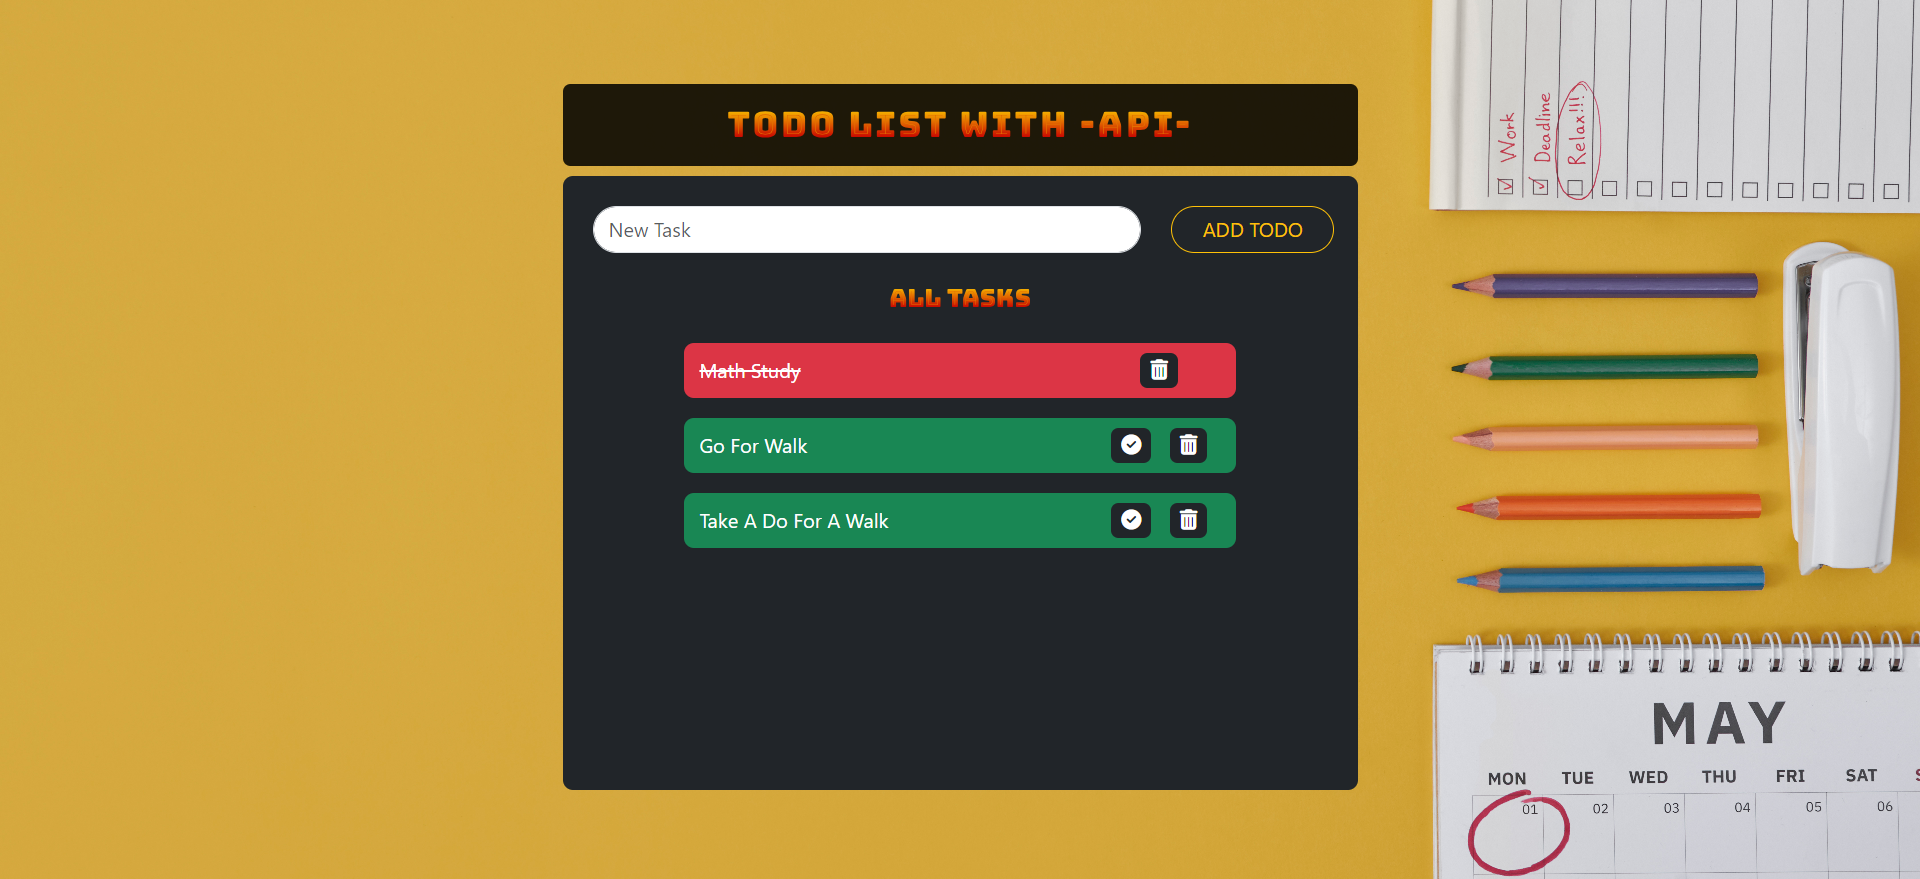 TODO LIST WITH -API-
New Task
ADD TODO
ALL TASKS
Math Study
Go For Walk
Take A Do For A Walk
Work
Deadline
Relax!!!
MAY
MON TUE WED THU FRI SAT
01 02 03 04 05 06